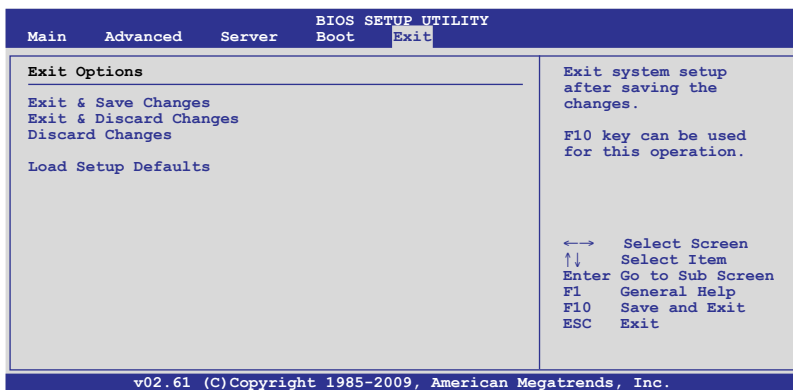 BIOS SETUP UTILITY
Main Advanced Server Boot Exit
Exit Options
Exit & Save Changes
Exit & Discard Changes
Discard Changes
Load Setup Defaults
Exit system setup
after saving the
changes.
F10 key can be used
for this operation.
←→ Select Screen
↑↓ Select Item
Enter Go to Sub Screen
F1 General Help
F10 Save and Exit
ESC Exit
v02.61 (C)Copyright 1985-2009, American Megatrends, Inc.